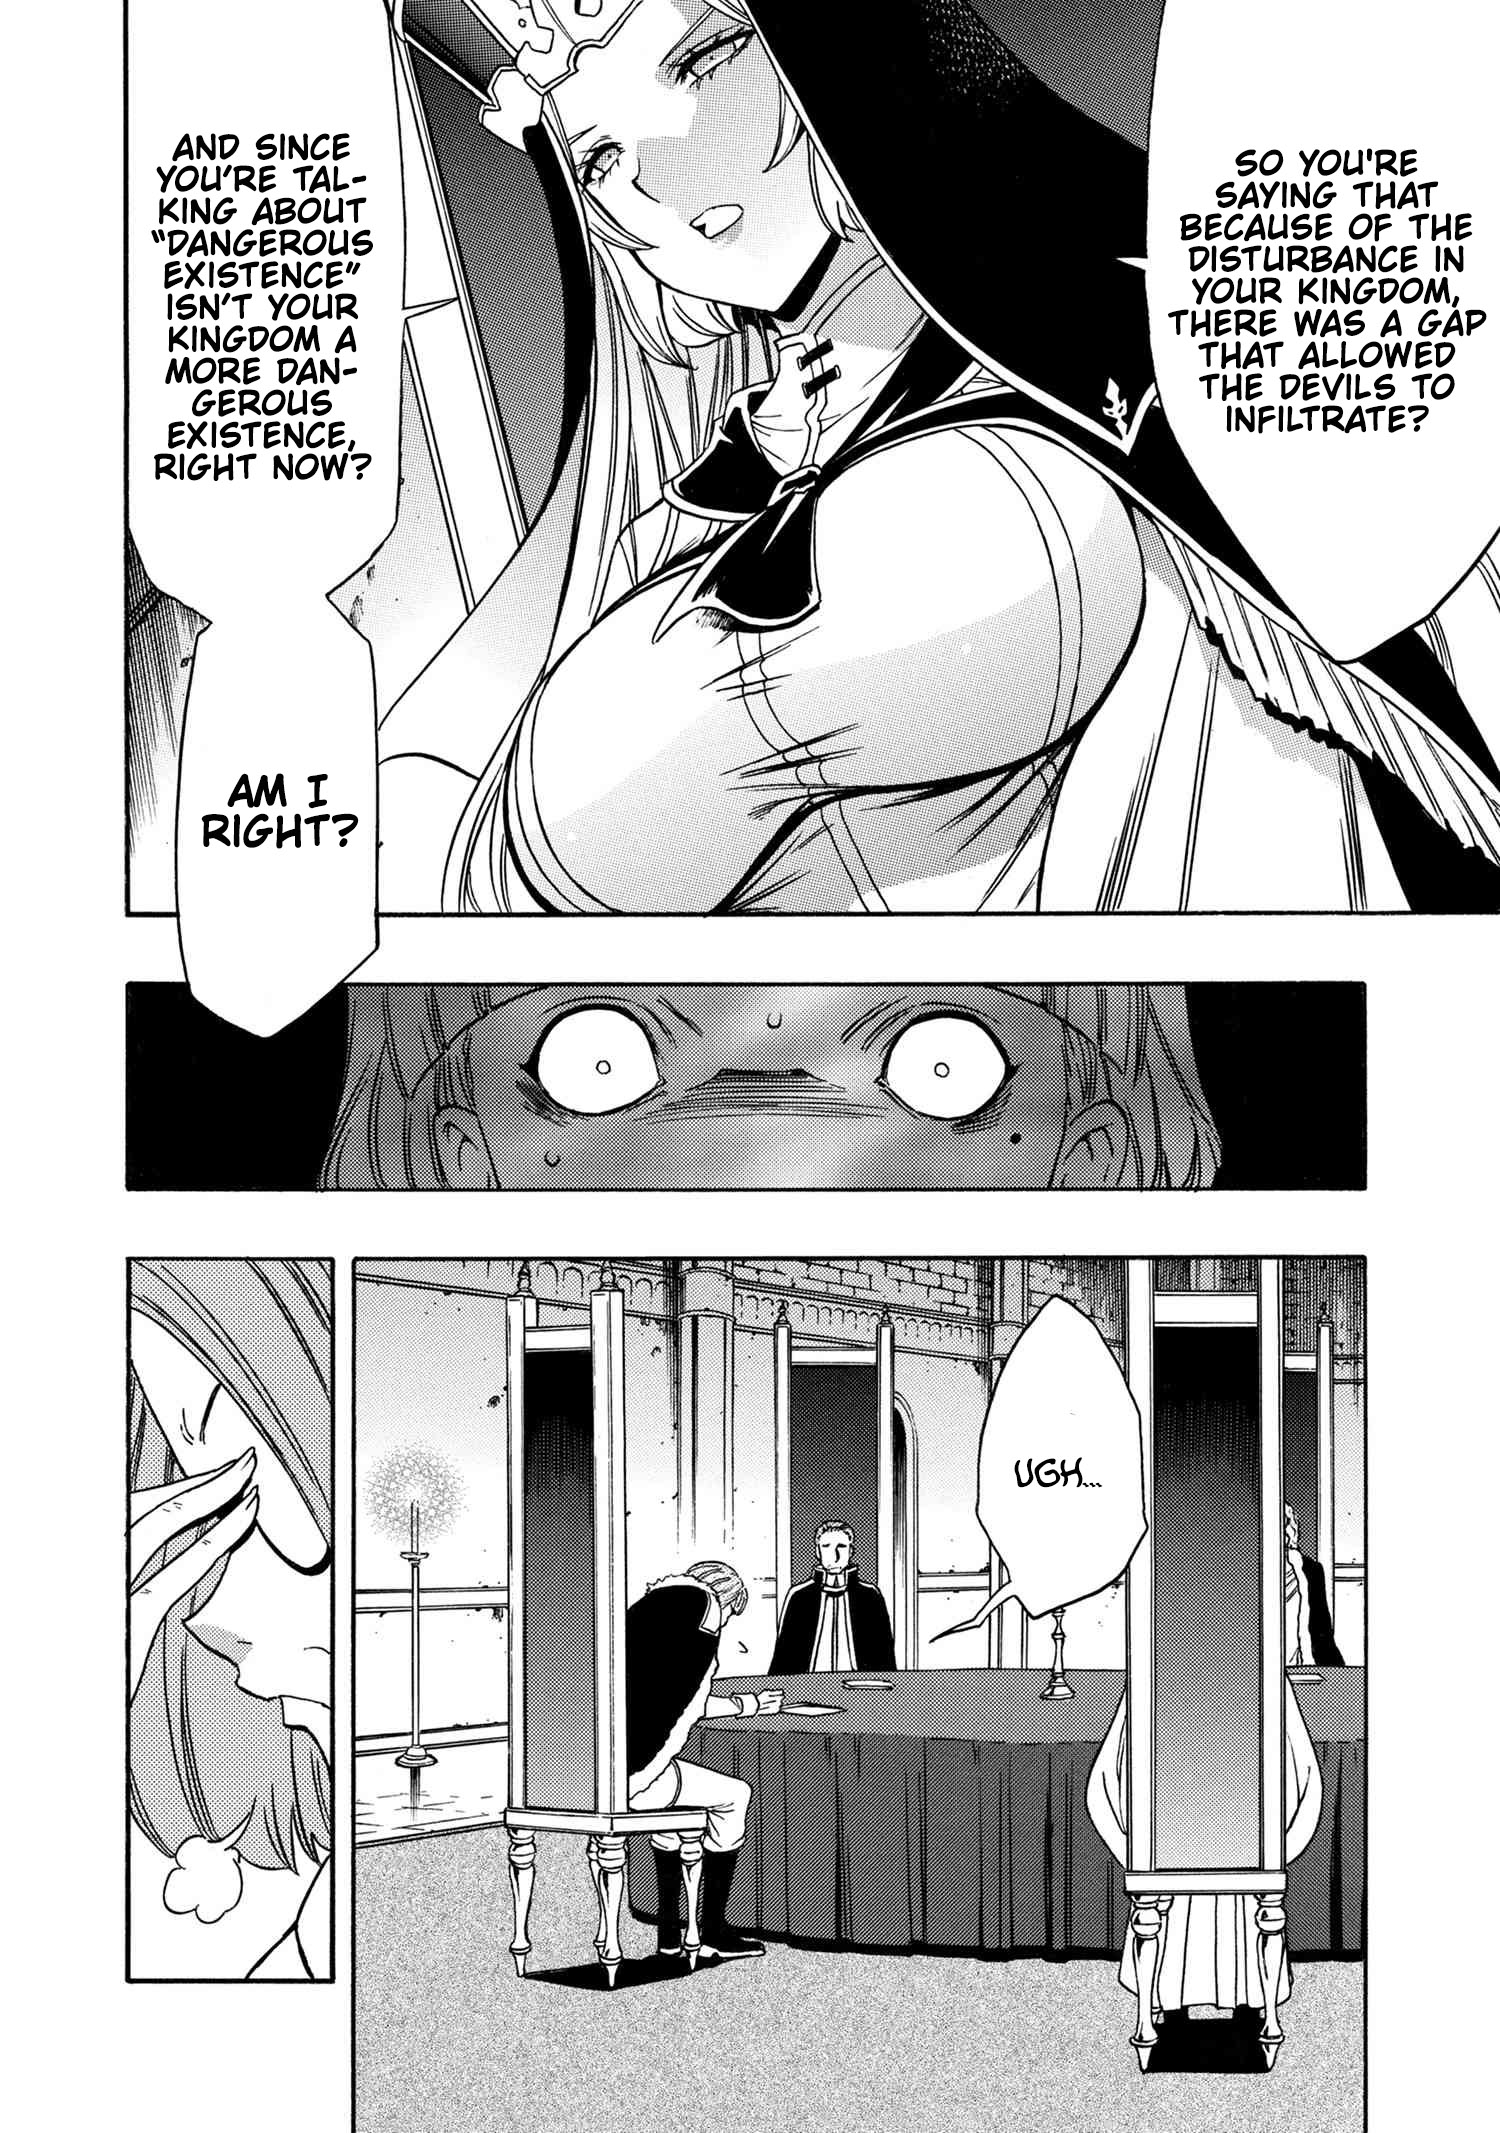 SO YOU'RE
SAYING THAT
BECAUSE OF THE
DISTURBANCE IN
YOUR KINGDOM,
THERE WAS A GAP
THAT ALLOWED
THE DEVILS TO
INFILTRATE?
AND SINCE
YOU'RE TAL-
KING ABOUT
"DANGEROUS
EXISTENCE"
ISN'T YOUR
KINGDOM A
MORE DAN-
GEROUS
EXISTENCE,
RIGHT NOW?
AM I
RIGHT?
UGH...